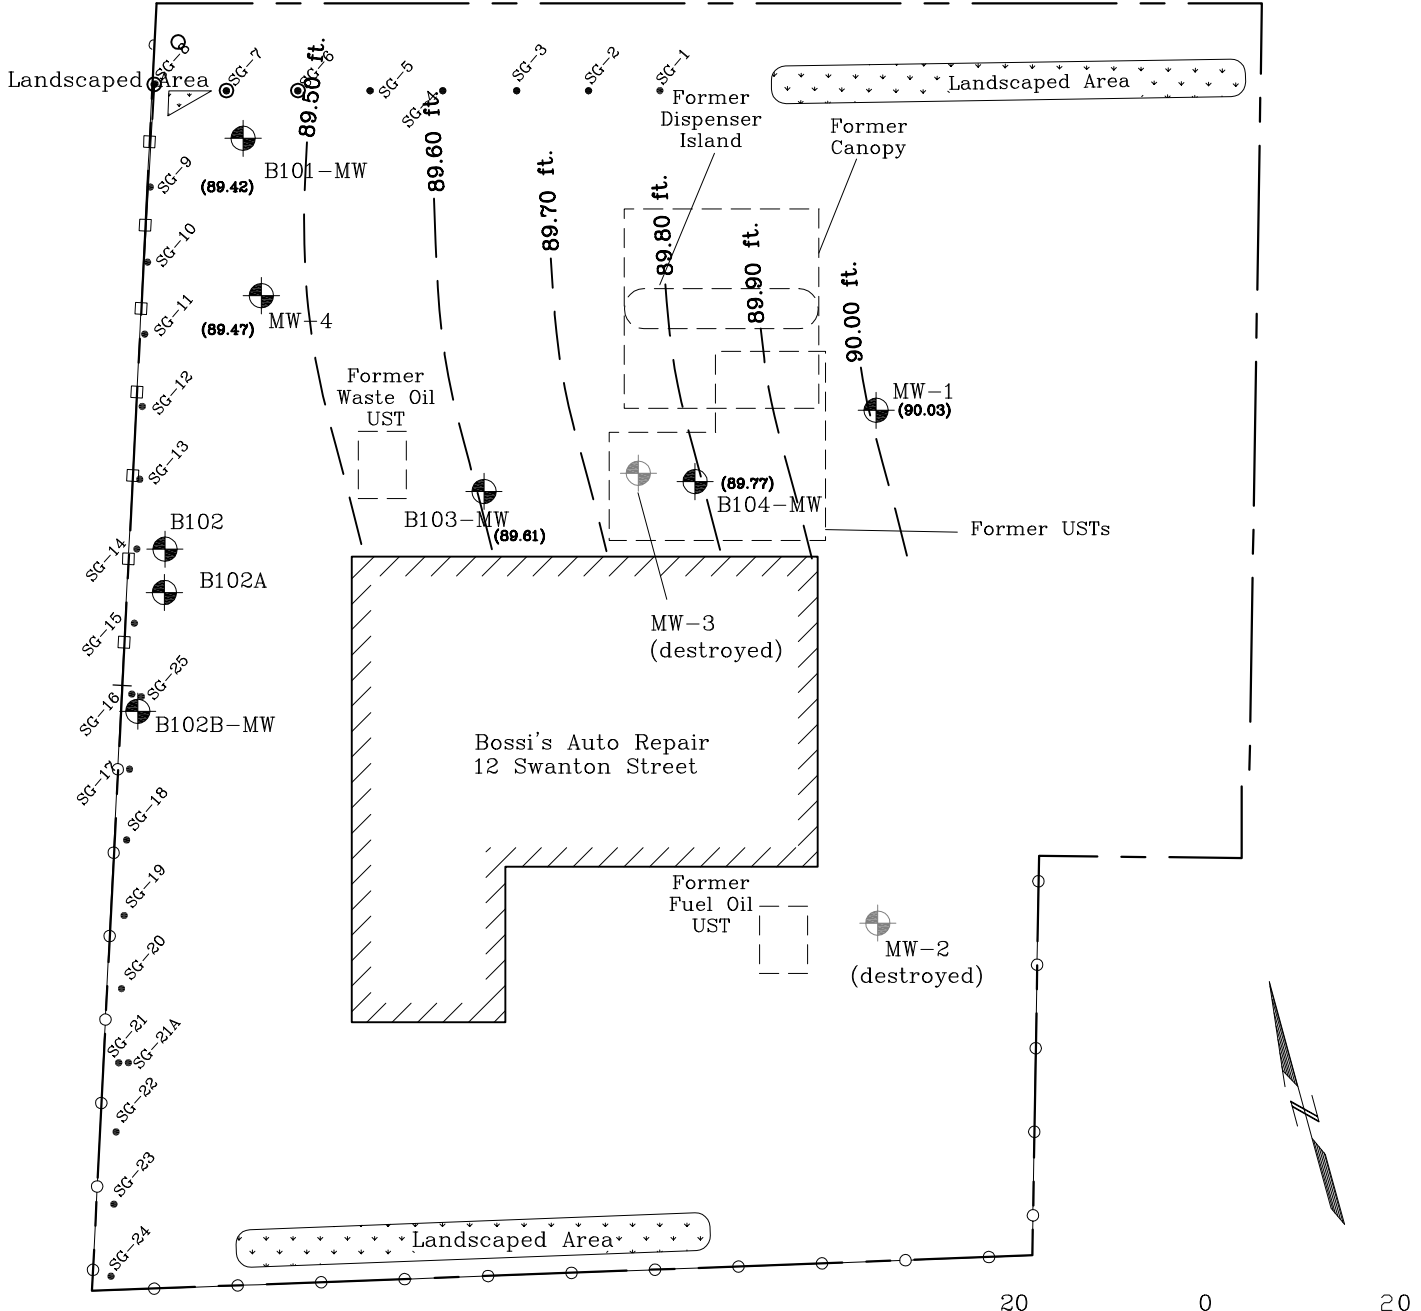 SG-8
SG-7
SG-6
SG-5
SG-4
SG-3
SG-2
SG-1
Landscaped Area
Landscaped Area
89.50 ft.
89.60 ft.
89.70 ft.
89.80 ft.
89.90 ft.
90.00 ft.
Former
Dispenser
Island
Former
Canopy
B101-MW
(89.42)
SG-9
SG-10
SG-11
MW-4
(89.47)
SG-12
SG-13
Former
Waste Oil
UST
MW-1
(90.03)
B103-MW
(89.61)
(89.77)
B104-MW
Former USTs
B102
SG-14
B102A
SG-15
MW-3
(destroyed)
SG-25
SG-16
B102B-MW
Bossi's Auto Repair
12 Swanton Street
SG-17
SG-18
SG-19
Former
Fuel Oil
UST
MW-2
(destroyed)
SG-20
SG-21
SG-21A
SG-22
SG-23
SG-24
Landscaped Area
N
20 0 20